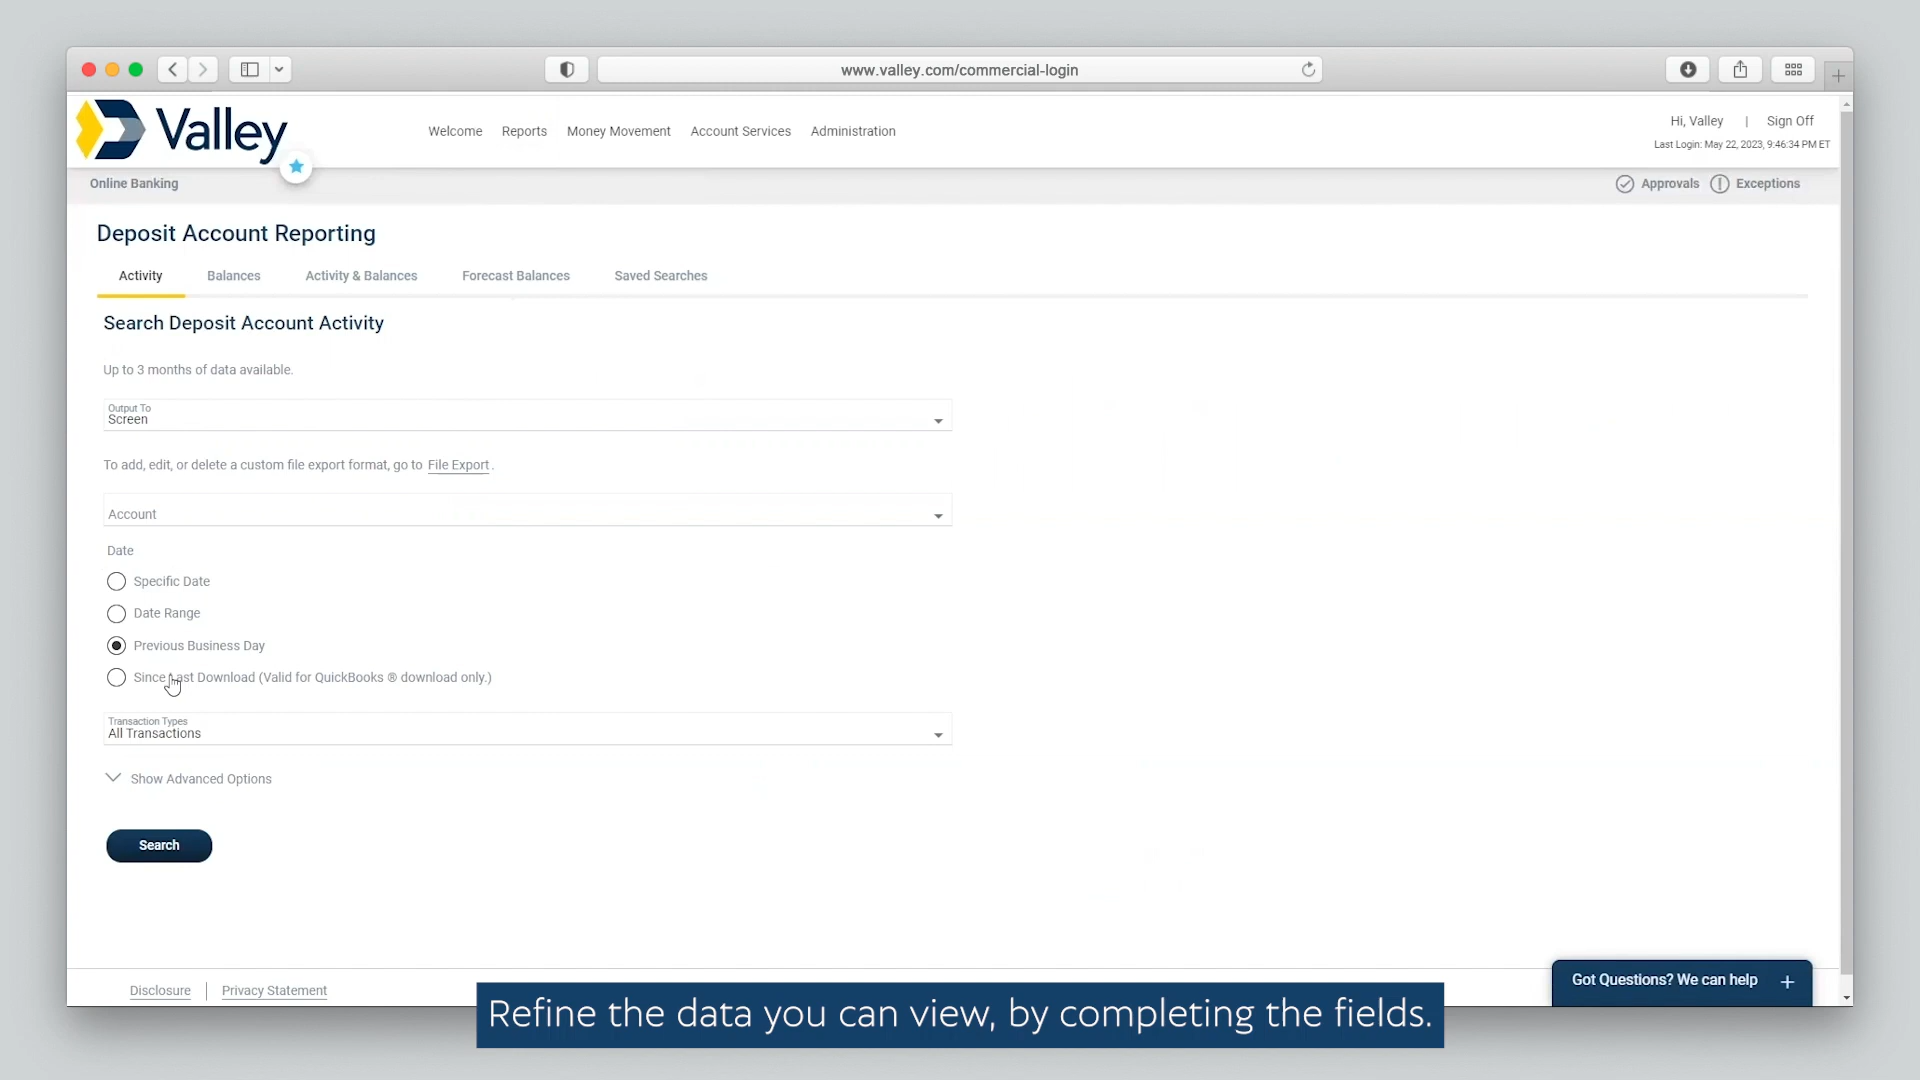 www.valley.com/commercial-login
Valley
Welcome Reports Money Movement Account Services Administration
Hi, Valley | Sign Off
Last Login: May 22, 2023, 9:46:34 PM ET
Online Banking
Approvals Exceptions
Deposit Account Reporting
Activity Balances Activity & Balances Forecast Balances Saved Searches
Search Deposit Account Activity
Up to 3 months of data available.
Output To
Screen
To add, edit, or delete a custom file export format, go to File Export.
Account
Date
Specific Date
Date Range
Previous Business Day
Since Last Download (Valid for QuickBooks ® download only.)
Transaction Types
All Transactions
Show Advanced Options
Search
Got Questions? We can help +
Disclosure | Privacy Statement
Refine the data you can view, by completing the fields.